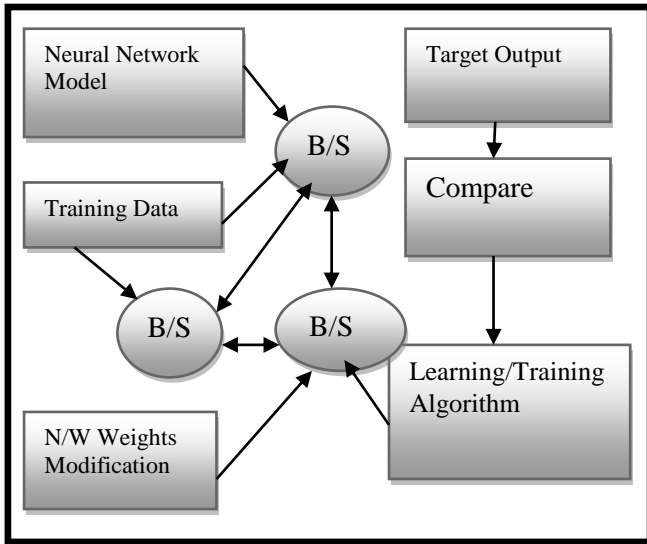 Neural Network
Model
Target Output
B/S
Compare
Training Data
B/S
B/S
Learning/Training
Algorithm
N/W Weights
Modification